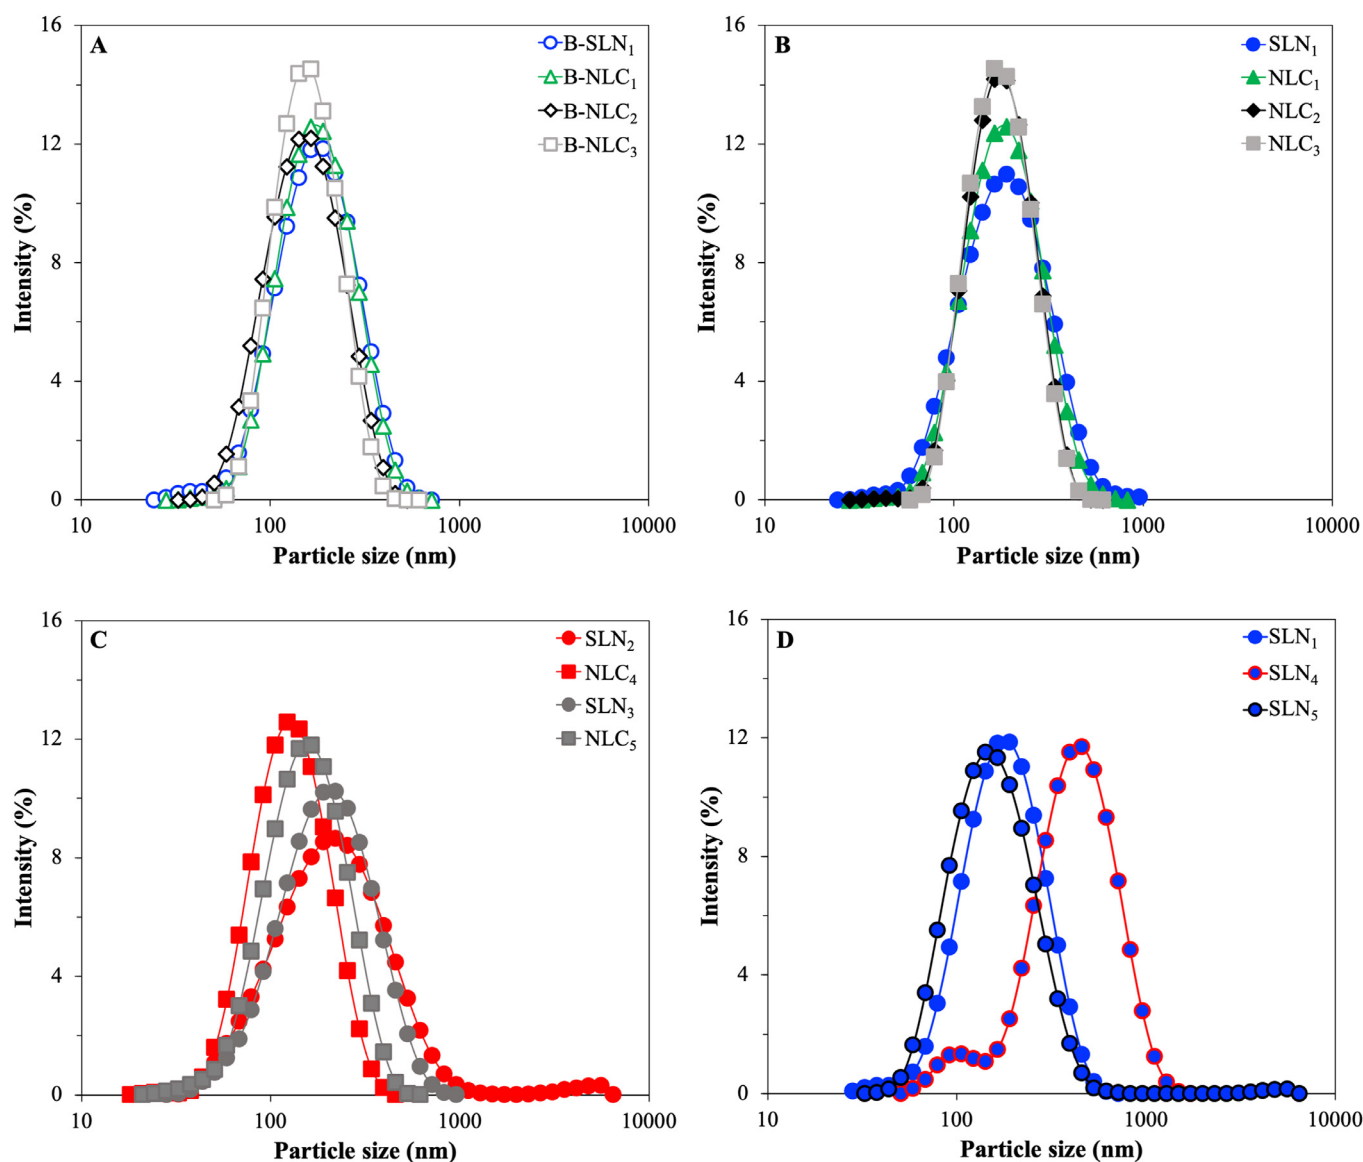 A
B-SLN₁
B-NLC₁
B-NLC₂
B-NLC₃
16
12
8
4
0
10
100
1000
10000
Intensity (%)
Particle size (nm)
B
SLN₁
NLC₁
NLC₂
NLC₃
16
12
8
4
0
10
100
1000
10000
Intensity (%)
Particle size (nm)
C
SLN₂
NLC₄
SLN₃
NLC₅
16
12
8
4
0
10
100
1000
10000
Intensity (%)
Particle size (nm)
D
SLN₁
SLN₄
SLN₅
16
12
8
4
0
10
100
1000
10000
Intensity (%)
Particle size (nm)